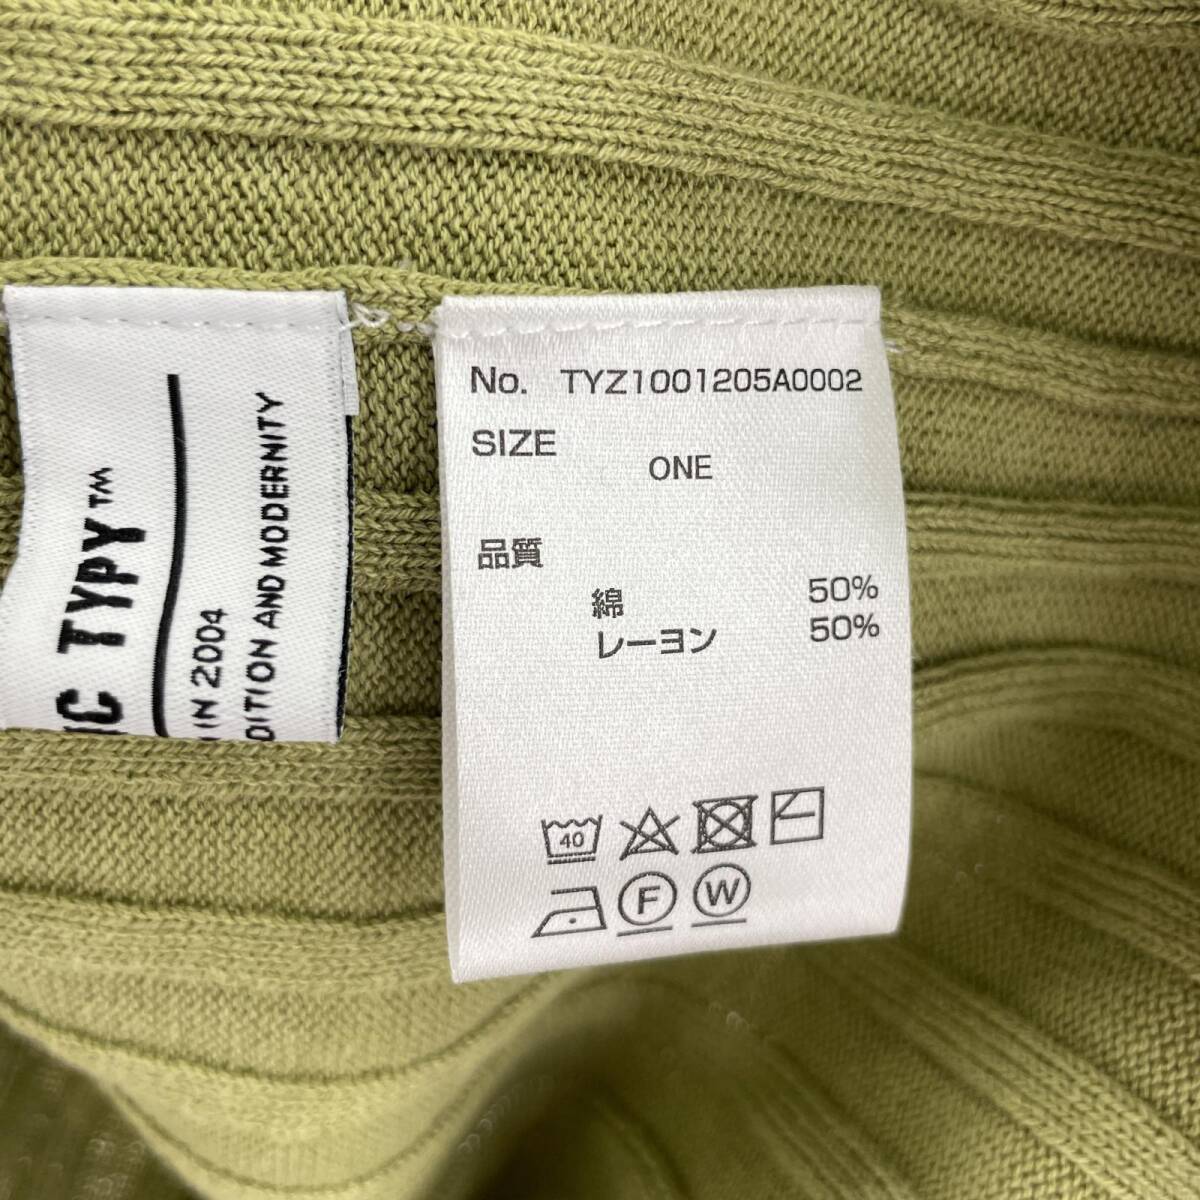 TYPY™
IN 2004
AND MODERNITY
No. TYZ1001205A0002
SIZE
ONE
品質
綿 50%
レーヨン 50%
40
F W